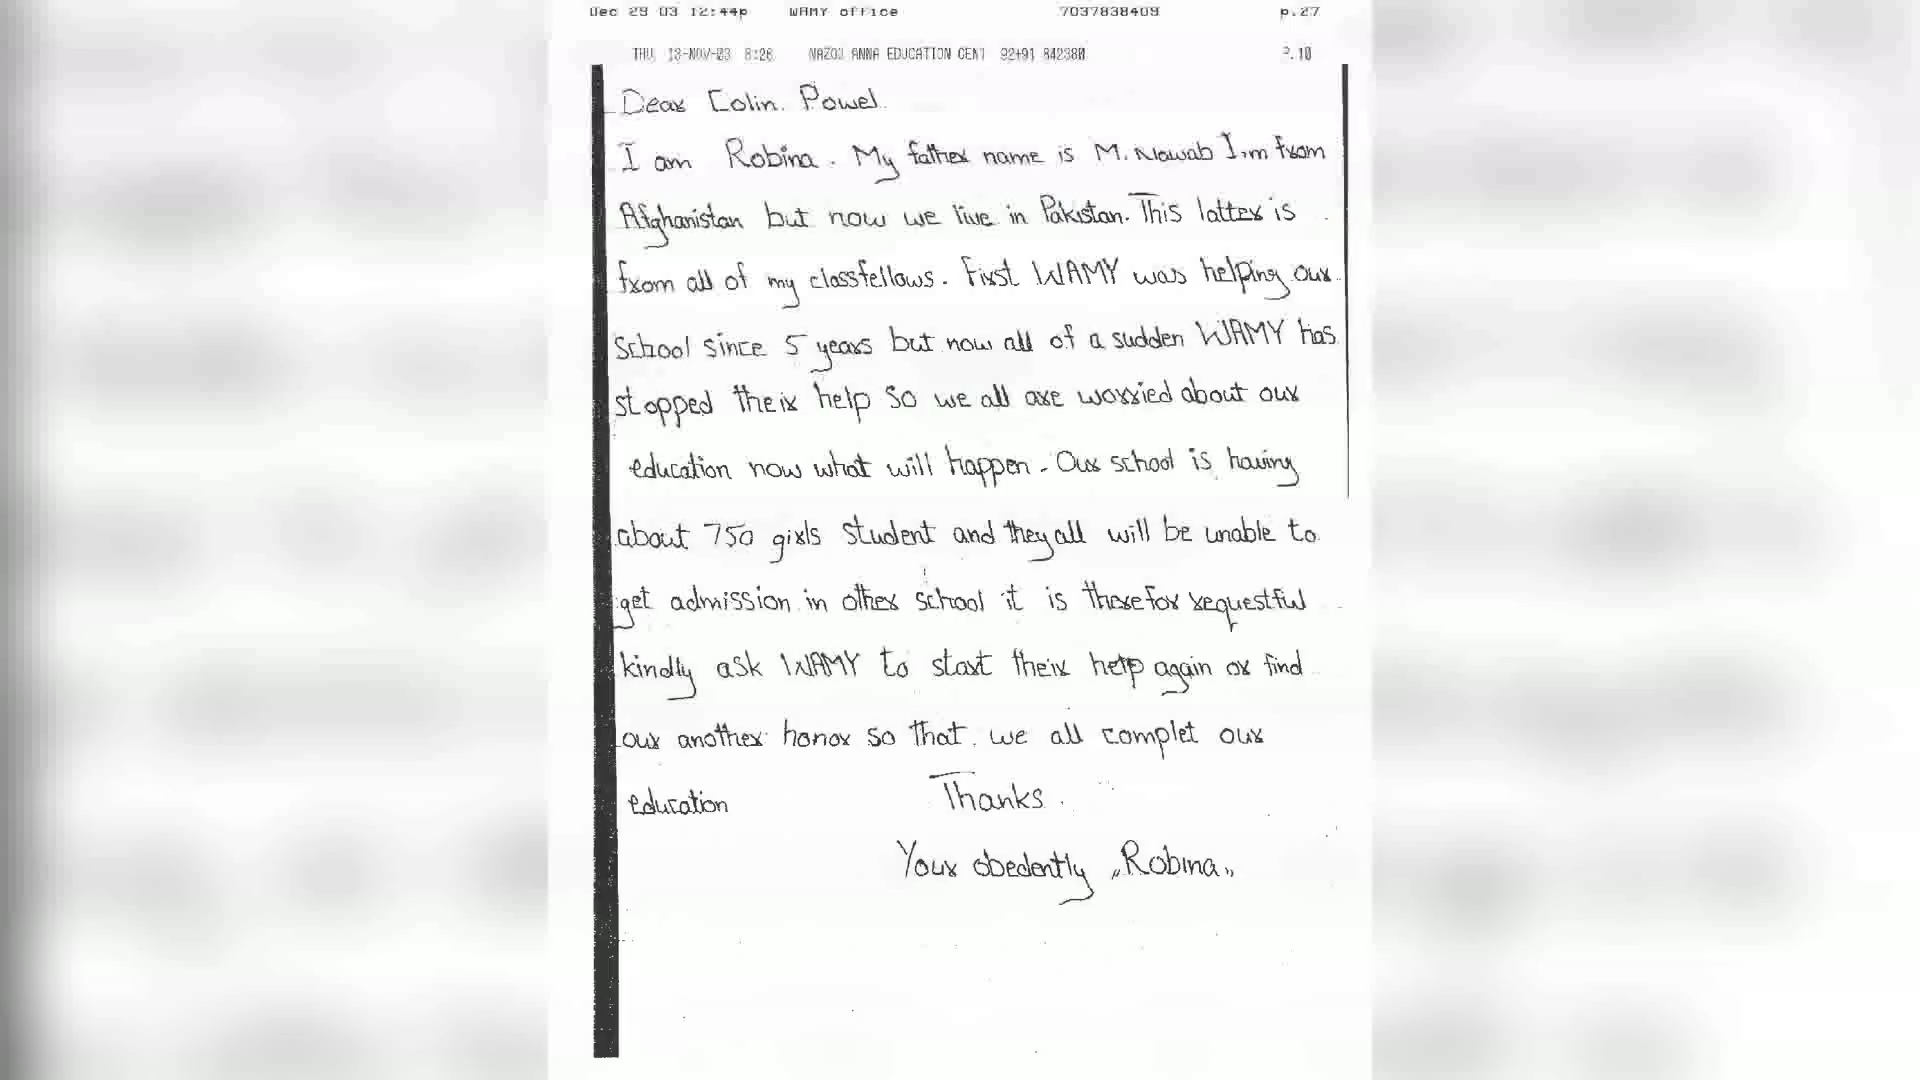 Dec 29 03 12:44p WAMY office 7037838409 p.27
THU 13-NOV-03 8:26 NAZOO ANNA EDUCATION CENT 92+91 842380 P.10
Dear Colin. Powel.
I am Robina. My father name is M. Nawab I,m from
Afghanistan but now we live in Pakistan. This latter is
from all of my classfellows. First WAMY was helping our
School since 5 years but now all of a sudden WAMY has
stopped their help so we all are worried about our
education now what will happen. Our school is having
about 750 girls student and they all will be unable to
get admission in other school it is therefor requestful
kindly ask WAMY to start their help again or find
our another honor so that we all complet our
education Thanks.
Your obedently "Robina"